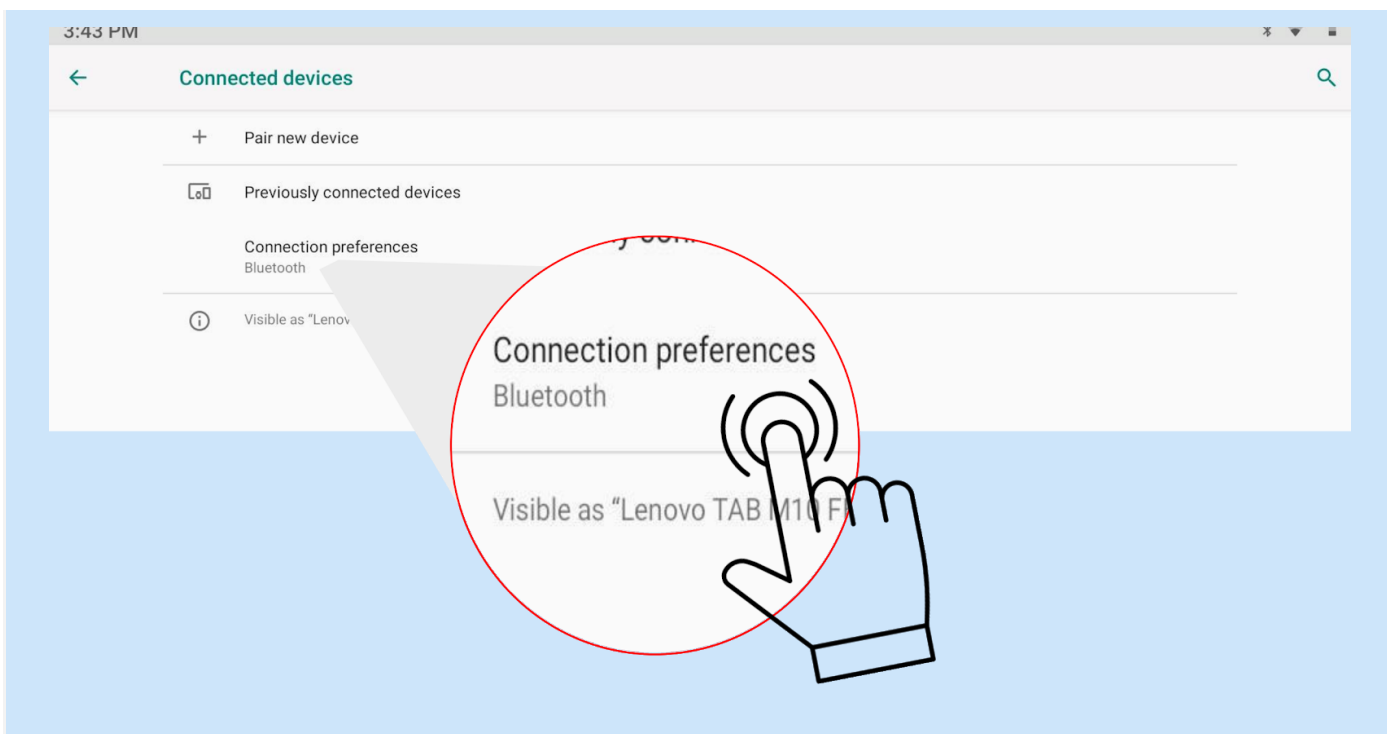 3:43 PM
Connected devices
Pair new device
Previously connected devices
Connection preferences
Bluetooth
Visible as "Lenov
Connection preferences
Bluetooth
Visible as “Lenovo TAB M10 F